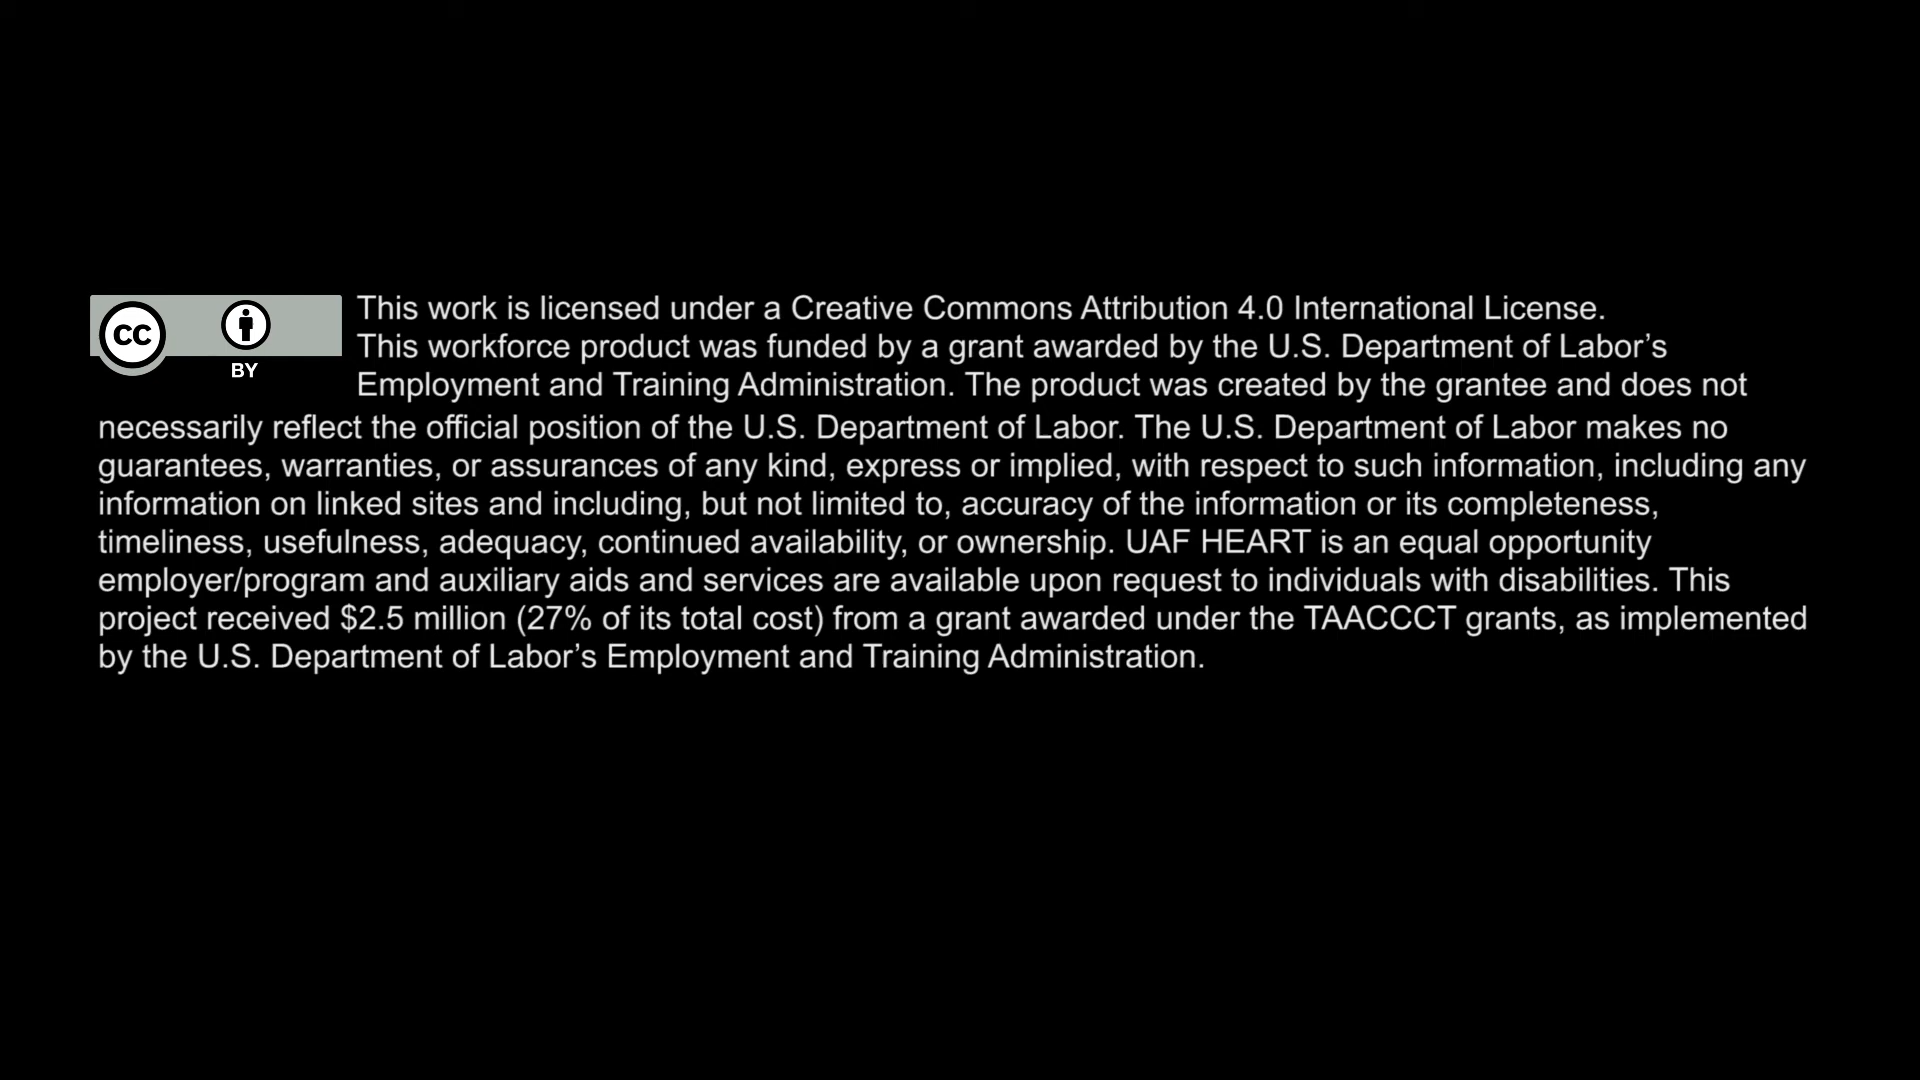 cc
BY
This work is licensed under a Creative Commons Attribution 4.0 International License.
This workforce product was funded by a grant awarded by the U.S. Department of Labor’s
Employment and Training Administration. The product was created by the grantee and does not
necessarily reflect the official position of the U.S. Department of Labor. The U.S. Department of Labor makes no
guarantees, warranties, or assurances of any kind, express or implied, with respect to such information, including any
information on linked sites and including, but not limited to, accuracy of the information or its completeness,
timeliness, usefulness, adequacy, continued availability, or ownership. UAF HEART is an equal opportunity
employer/program and auxiliary aids and services are available upon request to individuals with disabilities. This
project received $2.5 million (27% of its total cost) from a grant awarded under the TAACCCT grants, as implemented
by the U.S. Department of Labor’s Employment and Training Administration.